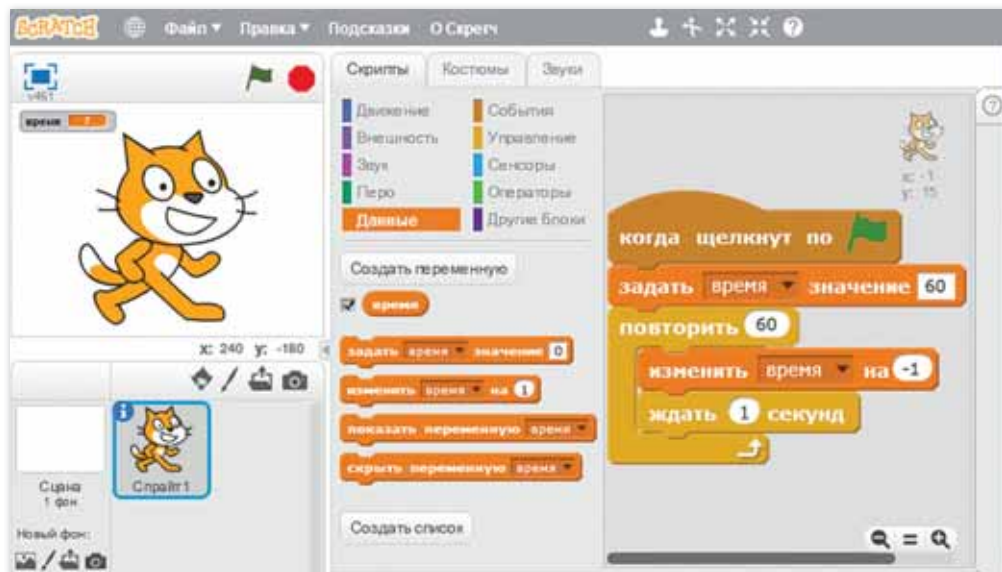 SCRATCH Файл Правка Подсказки О Скретч
v461
время
x: 240 y: -180
Сцена
1 фон
Спрайт1
Новый фон:
Скрипты Костюмы Звуки
Движение События
Внешность Управление
Звук Сенсоры
Перо Операторы
Данные Другие блоки
Создать переменную
время
задать время значение 0
изменить время на 1
показать переменную время
скрыть переменную время
Создать список
x: -1
y: 15
когда щелкнут по
задать время значение 60
повторить 60
изменить время на -1
ждать 1 секунд